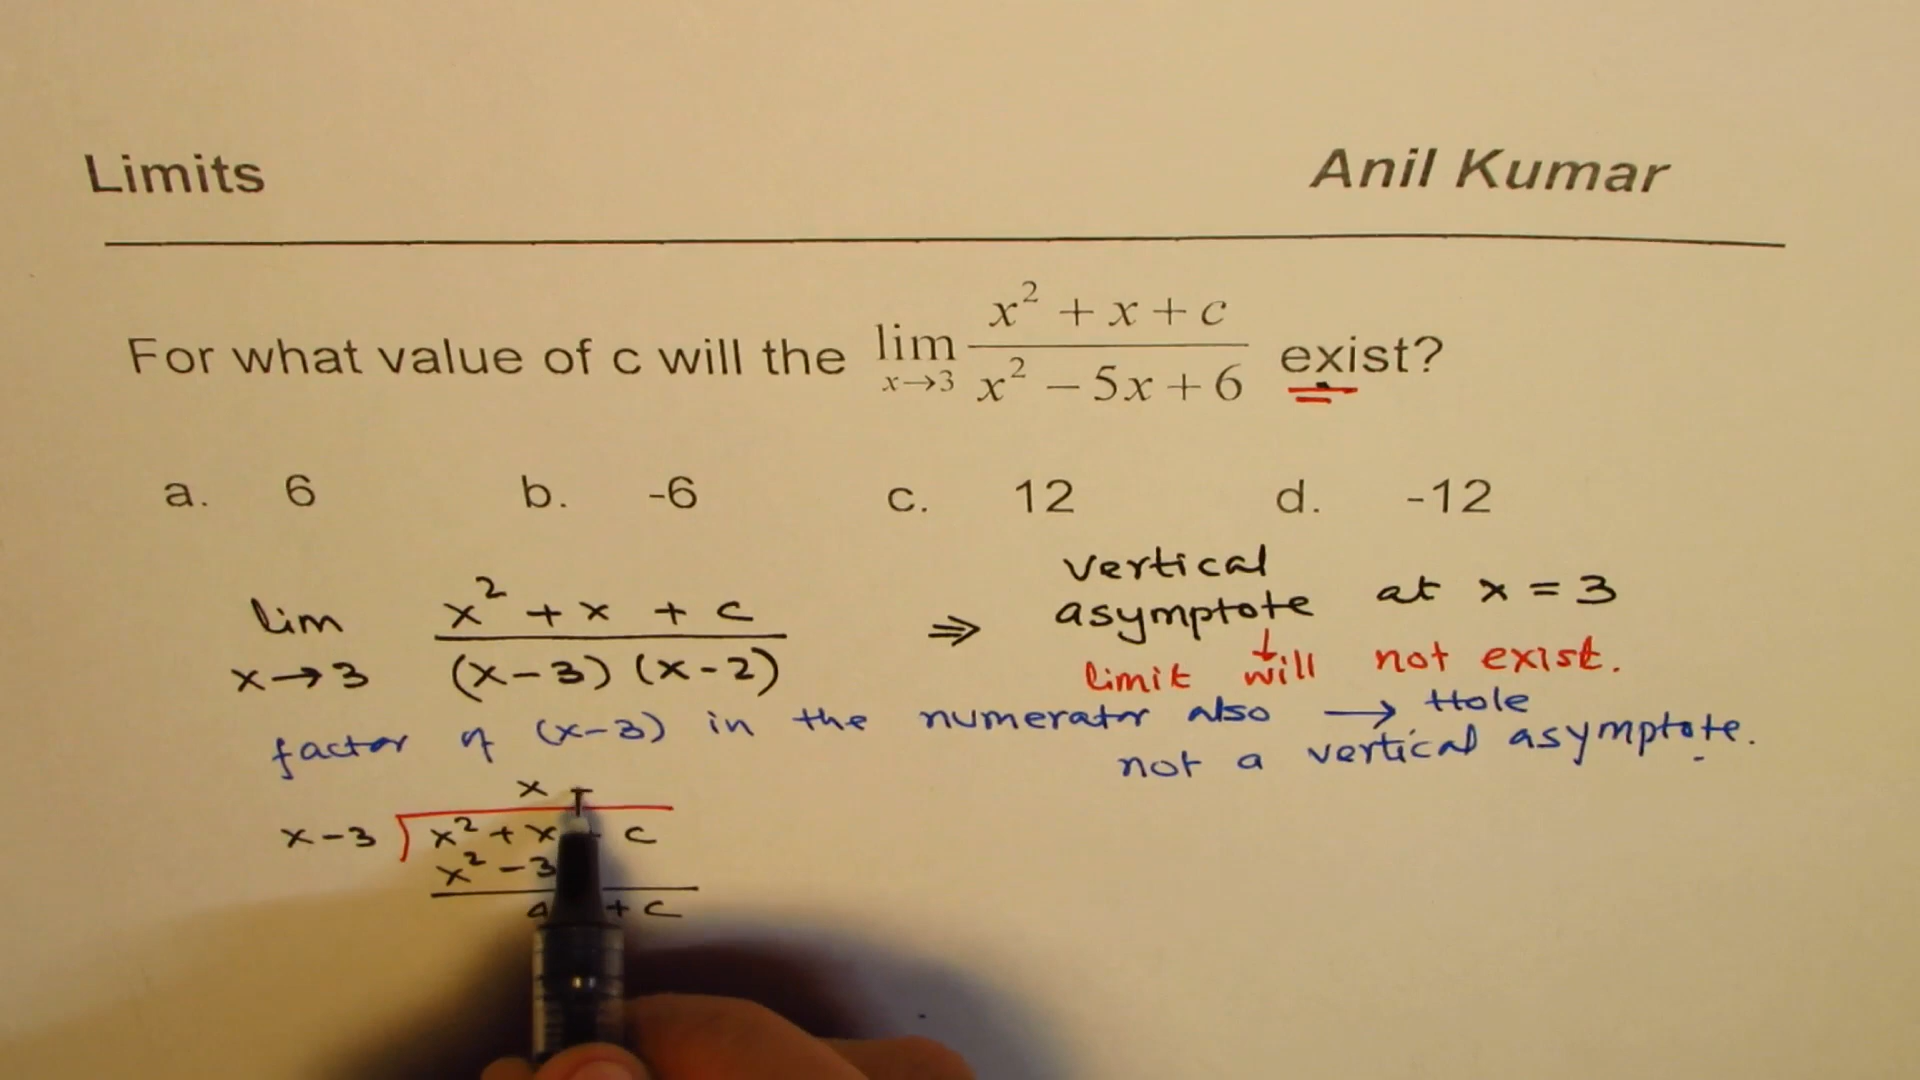 Limits Anil Kumar
For what value of c will the lim x→3 x² + x + c / x² − 5x + 6 exist?
a. 6 b. -6 c. 12 d. -12
lim x→3 x² + x + c / (x−3) (x−2) ⇒ vertical asymptote at x = 3
↓
limit will not exist.
factor of (x−3) in the numerator also → Hole
not a vertical asymptote.
x +
x−3 x² + x c
x² − 3
+ c